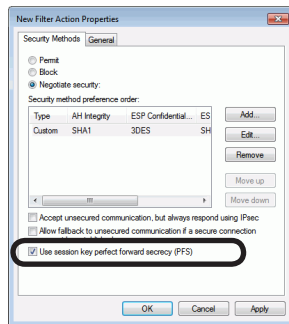 New Filter Action Properties
Security Methods General
Permit
Block
Negotiate security:
Security method preference order:
Type AH Integrity ESP Confidential... ES
Custom SHA1 3DES SH
Add...
Edit...
Remove
Move up
Move down
Accept unsecured communication, but always respond using IPsec
Allow fallback to unsecured communication if a secure connection
Use session key perfect forward secrecy (PFS)
OK Cancel Apply